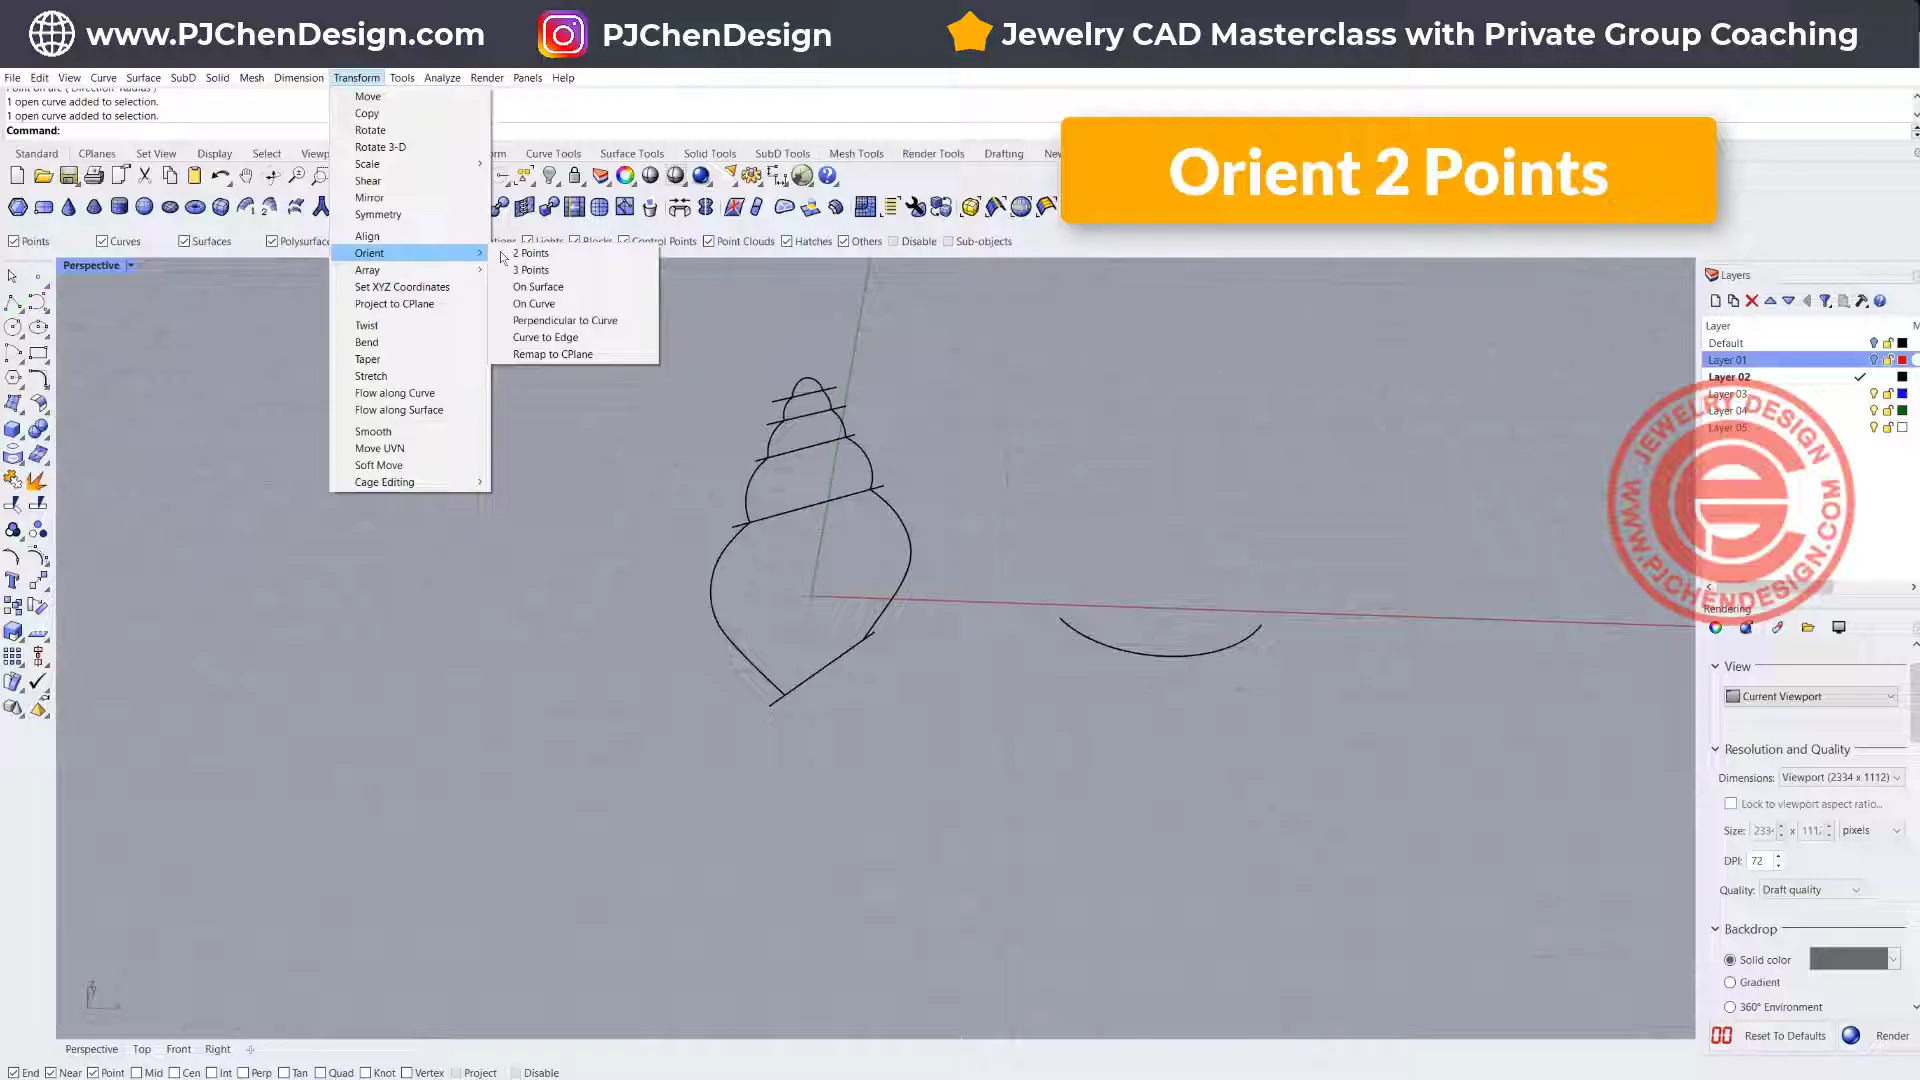 www.PJChenDesign.com PJChenDesign Jewelry CAD Masterclass with Private Group Coaching
File Edit View Curve Surface SubD Solid Mesh Dimension Transform Tools Analyze Render Panels Help
1 open curve added to selection.
1 open curve added to selection.
Command:
Orient 2 Points
Standard CPlanes Set View Display Select Curve Tools Surface Tools Solid Tools SubD Tools Mesh Tools Render Tools Drafting
Points Curves Surfaces Lights Blocks Control Points Point Clouds Hatches Others Disable Sub-objects
Move
Copy
Rotate
Rotate 3-D
Scale
Shear
Mirror
Symmetry
Align
Orient
Array
Set XYZ Coordinates
Project to CPlane
Twist
Bend
Taper
Stretch
Flow along Curve
Flow along Surface
Smooth
Move UVN
Soft Move
Cage Editing
2 Points
3 Points
On Surface
On Curve
Perpendicular to Curve
Curve to Edge
Remap to CPlane
Perspective
Layers
Layer
Default
Layer 01
Layer 02
Layer 03
Layer 04
Layer 05
JEWELRY DESIGN
WWW.PJCHENDESIGN.COM
Rendering
View
Current Viewport
Resolution and Quality
Dimensions: Viewport (2334 x 1112)
Lock to viewport aspect ratio...
Size: x pixels
DPI: 72
Quality: Draft quality
Backdrop
Solid color
Gradient
360° Environment
Reset To Defaults Render
Perspective Top Front Right
End Near Point Mid Cen Int Perp Tan Quad Knot Vertex Project Disable